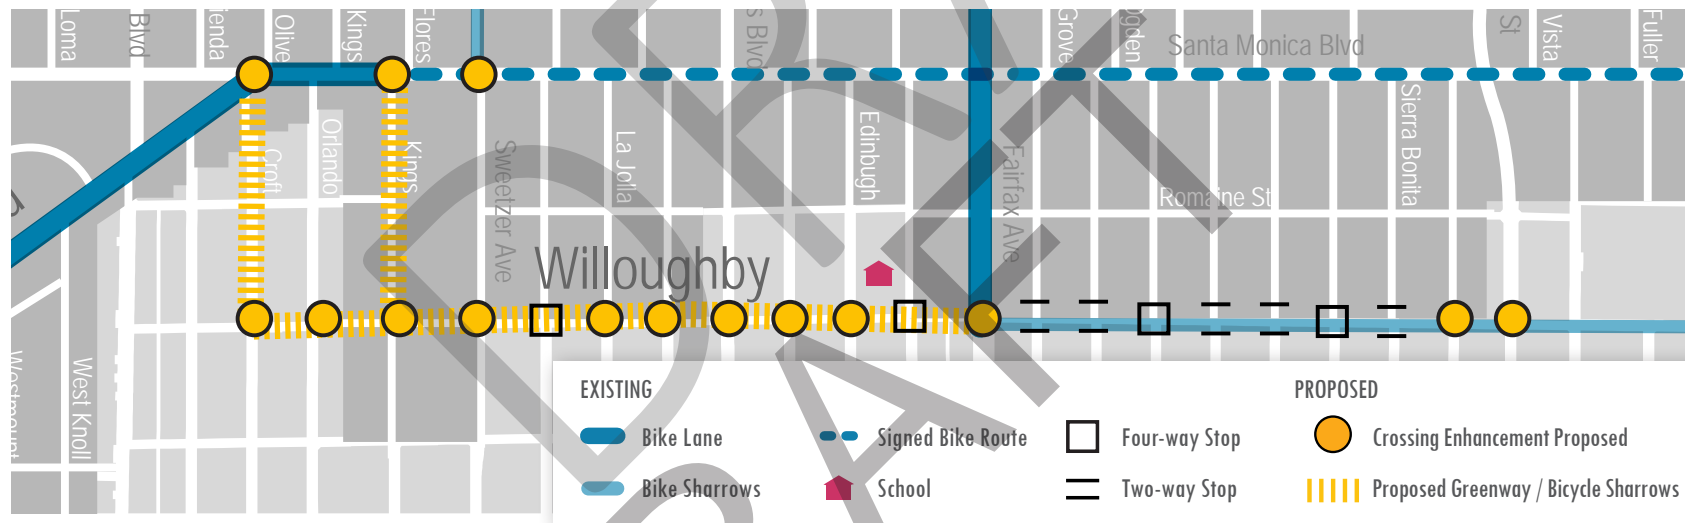 Loma
Blvd
ienda
Olive
Kings
Flores
s Blvd
Grove
gden
Santa Monica Blvd
St
Vista
Fuller
Croft
Orlando
Kings
Sweetzer Ave
La Jolla
Edinbugh
Fairfax Ave
Romaine St
Sierra Bonita
Willoughby
Westmount
West Knoll
DRAFT
EXISTING
PROPOSED
Bike Lane
Signed Bike Route
Four-way Stop
Crossing Enhancement Proposed
Bike Sharrows
School
Two-way Stop
Proposed Greenway / Bicycle Sharrows